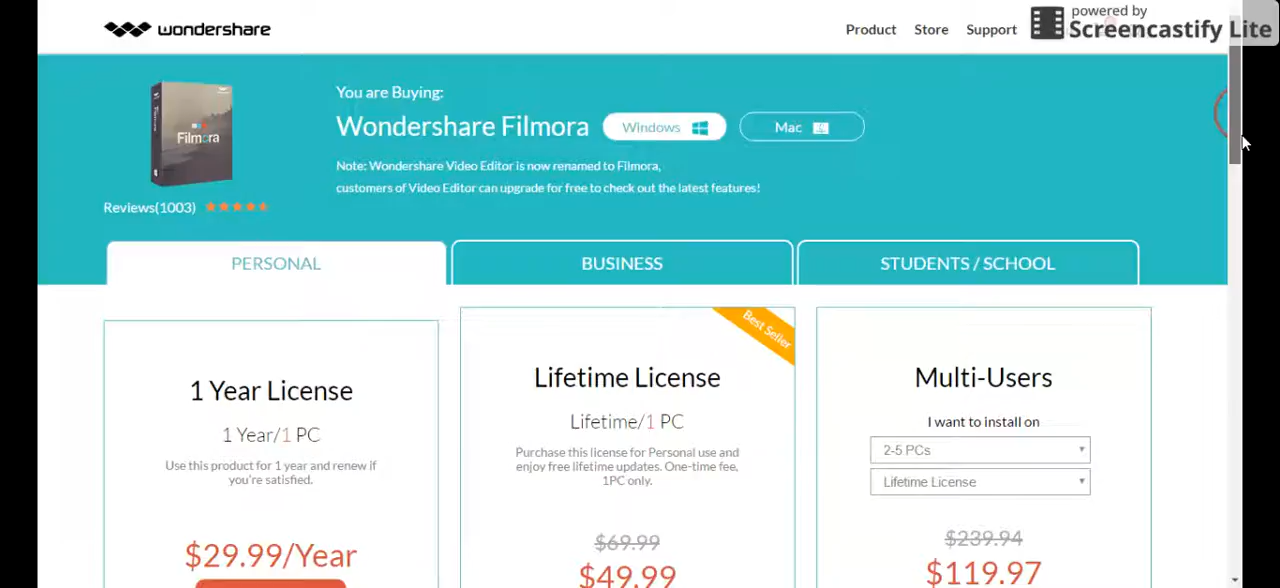 wondershare
Product Store Support
powered by
Screencastify Lite
You are Buying:
Wondershare Filmora Windows Mac
Filmora
Note: Wondershare Video Editor is now renamed to Filmora,
customers of Video Editor can upgrade for free to check out the latest features!
Reviews(1003)
PERSONAL BUSINESS STUDENTS / SCHOOL
1 Year License
1 Year/1 PC
Use this product for 1 year and renew if
you're satisfied.
$29.99/Year
Best Seller
Lifetime License
Lifetime/1 PC
Purchase this license for Personal use and
enjoy free lifetime updates. One-time fee,
1PC only.
$69.99
$49.99
Multi-Users
I want to install on
2-5 PCs
Lifetime License
$239.94
$119.97